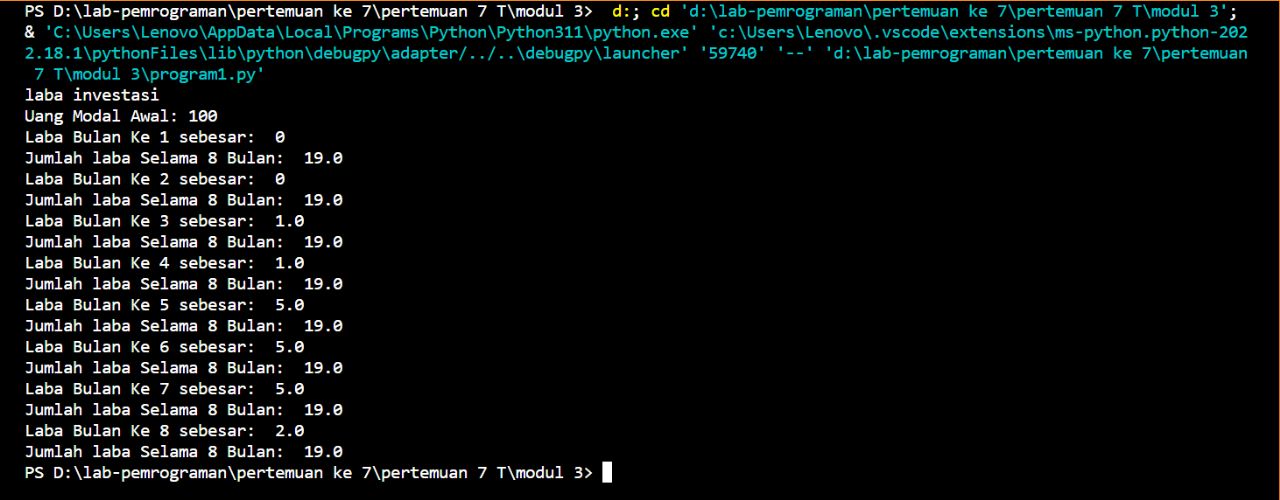 PS D:\lab-pemrograman\pertemuan ke 7\pertemuan 7 T\modul 3>  d:; cd 'd:\lab-pemrograman\pertemuan ke 7\pertemuan 7 T\modul 3';
& 'C:\Users\Lenovo\AppData\Local\Programs\Python\Python311\python.exe' 'c:\Users\Lenovo\.vscode\extensions\ms-python.python-202
2.18.1\pythonFiles\lib\python\debugpy\adapter/../..\debugpy\launcher' '59740' '--' 'd:\lab-pemrograman\pertemuan ke 7\pertemuan
 7 T\modul 3\program1.py'
laba investasi
Uang Modal Awal: 100
Laba Bulan Ke 1 sebesar:  0
Jumlah laba Selama 8 Bulan:  19.0
Laba Bulan Ke 2 sebesar:  0
Jumlah laba Selama 8 Bulan:  19.0
Laba Bulan Ke 3 sebesar:  1.0
Jumlah laba Selama 8 Bulan:  19.0
Laba Bulan Ke 4 sebesar:  1.0
Jumlah laba Selama 8 Bulan:  19.0
Laba Bulan Ke 5 sebesar:  5.0
Jumlah laba Selama 8 Bulan:  19.0
Laba Bulan Ke 6 sebesar:  5.0
Jumlah laba Selama 8 Bulan:  19.0
Laba Bulan Ke 7 sebesar:  5.0
Jumlah laba Selama 8 Bulan:  19.0
Laba Bulan Ke 8 sebesar:  2.0
Jumlah laba Selama 8 Bulan:  19.0
PS D:\lab-pemrograman\pertemuan ke 7\pertemuan 7 T\modul 3>